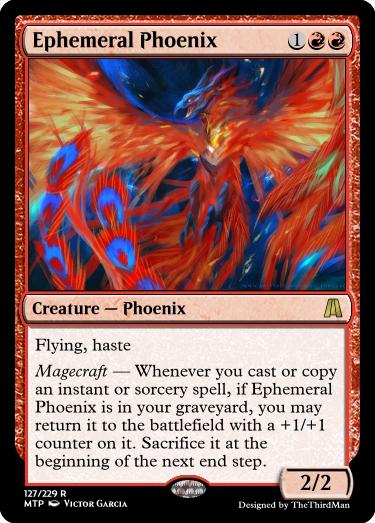 Ephemeral Phoenix 1
Creature — Phoenix
Flying, haste
Magecraft — Whenever you cast or copy
an instant or sorcery spell, if Ephemeral
Phoenix is in your graveyard, you may
return it to the battlefield with a +1/+1
counter on it. Sacrifice it at the
beginning of the next end step.
2/2
127/229 R
MTP Victor Garcia
Designed by TheThirdMan